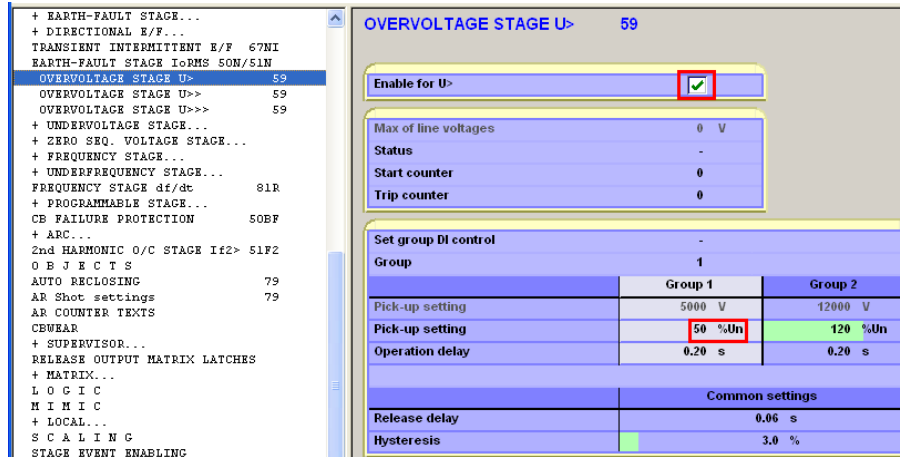 + EARTH-FAULT STAGE...
+ DIRECTIONAL E/F...
TRANSIENT INTERMITTENT E/F 67NI
EARTH-FAULT STAGE IoRMS 50N/51N
OVERVOLTAGE STAGE U> 59
OVERVOLTAGE STAGE U>> 59
OVERVOLTAGE STAGE U>>> 59
+ UNDERVOLTAGE STAGE...
+ ZERO SEQ. VOLTAGE STAGE...
+ FREQUENCY STAGE...
+ UNDERFREQUENCY STAGE...
FREQUENCY STAGE df/dt 81R
+ PROGRAMMABLE STAGE...
CB FAILURE PROTECTION 50BF
+ ARC...
2nd HARMONIC O/C STAGE If2> 51F2
O B J E C T S
AUTO RECLOSING 79
AR Shot settings 79
AR COUNTER TEXTS
CBWEAR
+ SUPERVISOR...
RELEASE OUTPUT MATRIX LATCHES
+ MATRIX...
L O G I C
M I M I C
+ LOCAL...
S C A L I N G
STAGE EVENT ENABLING
OVERVOLTAGE STAGE U> 59
Enable for U>
Max of line voltages 0 V
Status -
Start counter 0
Trip counter 0
Set group DI control -
Group 1
Group 1 Group 2
Pick-up setting 5000 V 12000 V
Pick-up setting 50 %Un 120 %Un
Operation delay 0.20 s 0.20 s
Common settings
Release delay 0.06 s
Hysteresis 3.0 %